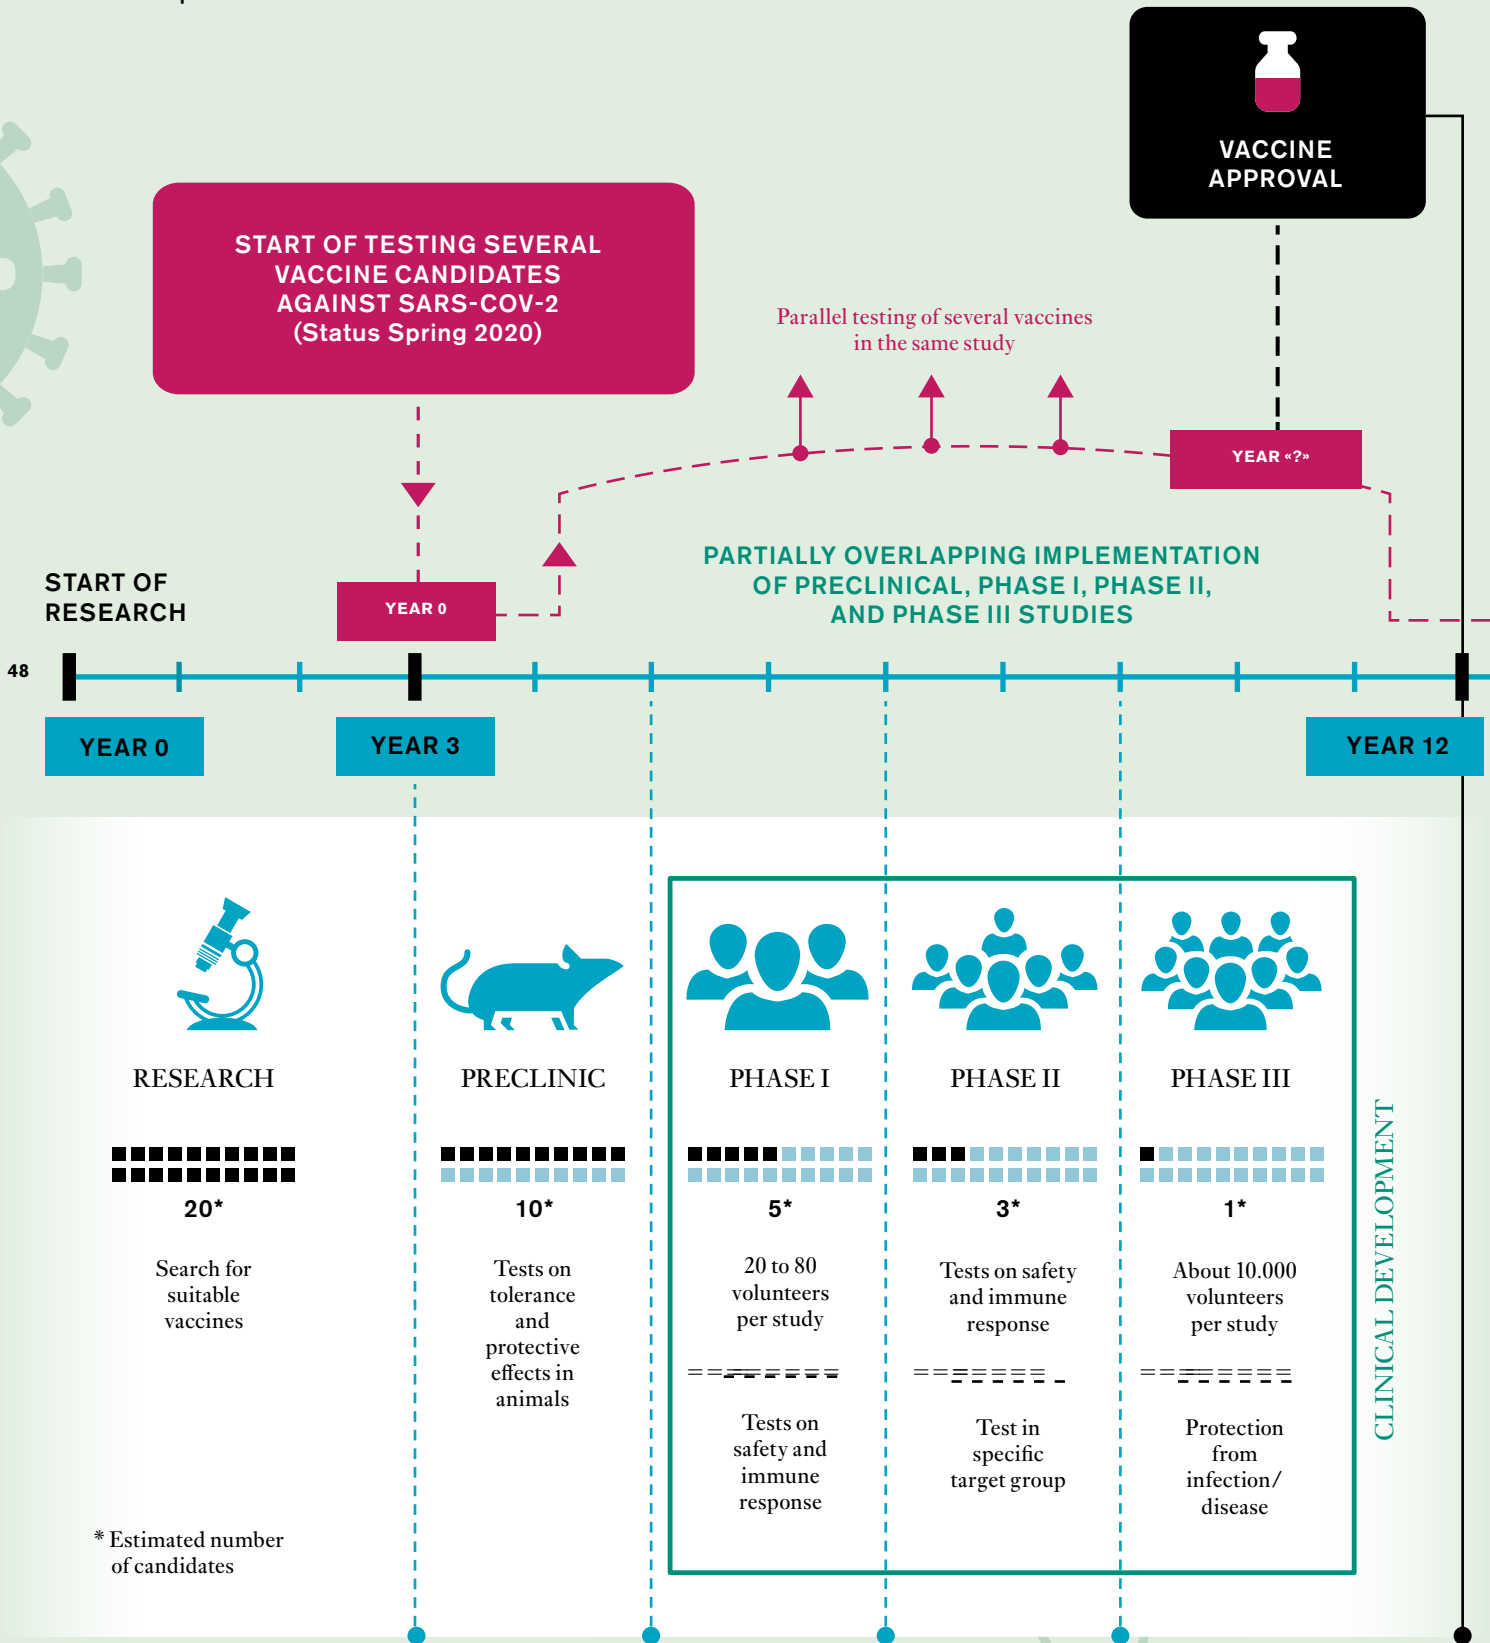 VACCINE
APPROVAL
START OF TESTING SEVERAL
VACCINE CANDIDATES
AGAINST SARS-COV-2
(Status Spring 2020)
Parallel testing of several vaccines
in the same study
YEAR «?»
PARTIALLY OVERLAPPING IMPLEMENTATION
OF PRECLINICAL, PHASE I, PHASE II,
AND PHASE III STUDIES
START OF
RESEARCH
YEAR 0
48
YEAR 0
YEAR 3
YEAR 12
RESEARCH
20*
Search for
suitable
vaccines
PRECLINIC
10*
Tests on
tolerance
and
protective
effects in
animals
PHASE I
5*
20 to 80
volunteers
per study
Tests on
safety and
immune
response
PHASE II
3*
Tests on safety
and immune
response
Test in
specific
target group
PHASE III
1*
About 10.000
volunteers
per study
Protection
from
infection/
disease
CLINICAL DEVELOPMENT
* Estimated number
of candidates